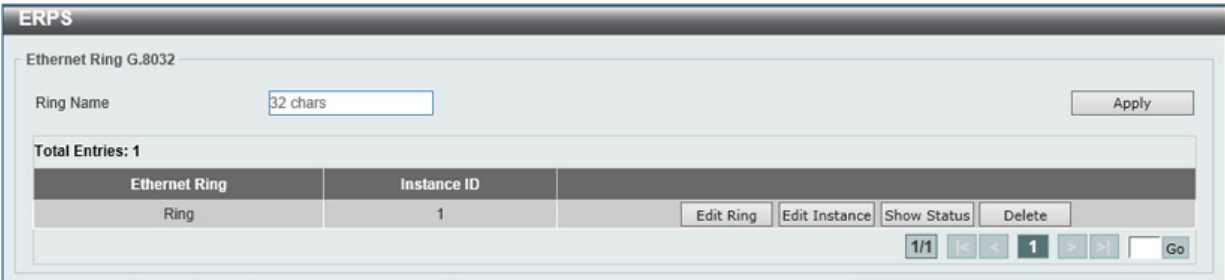 ERPS
Ethernet Ring G.8032
Ring Name 32 chars Apply
Total Entries: 1
Ethernet Ring Instance ID
Ring 1 Edit Ring Edit Instance Show Status Delete
1/1 |< < 1 > >| Go